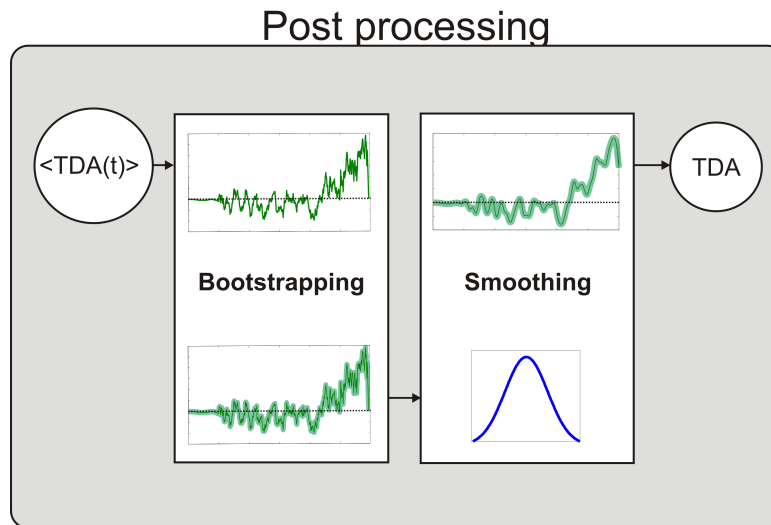 Post processing
<TDA(t)>
Bootstrapping
Smoothing
TDA